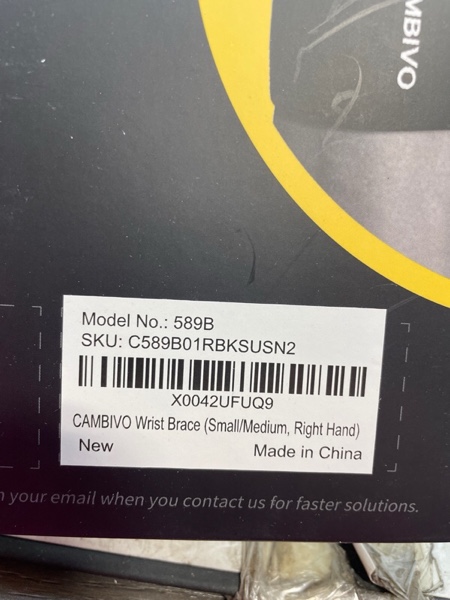 MBIVO
Model No.: 589B
SKU: C589B01RBKSUSN2
X0042UFUQ9
CAMBIVO Wrist Brace (Small/Medium, Right Hand)
New Made in China
your email when you contact us for faster solutions.